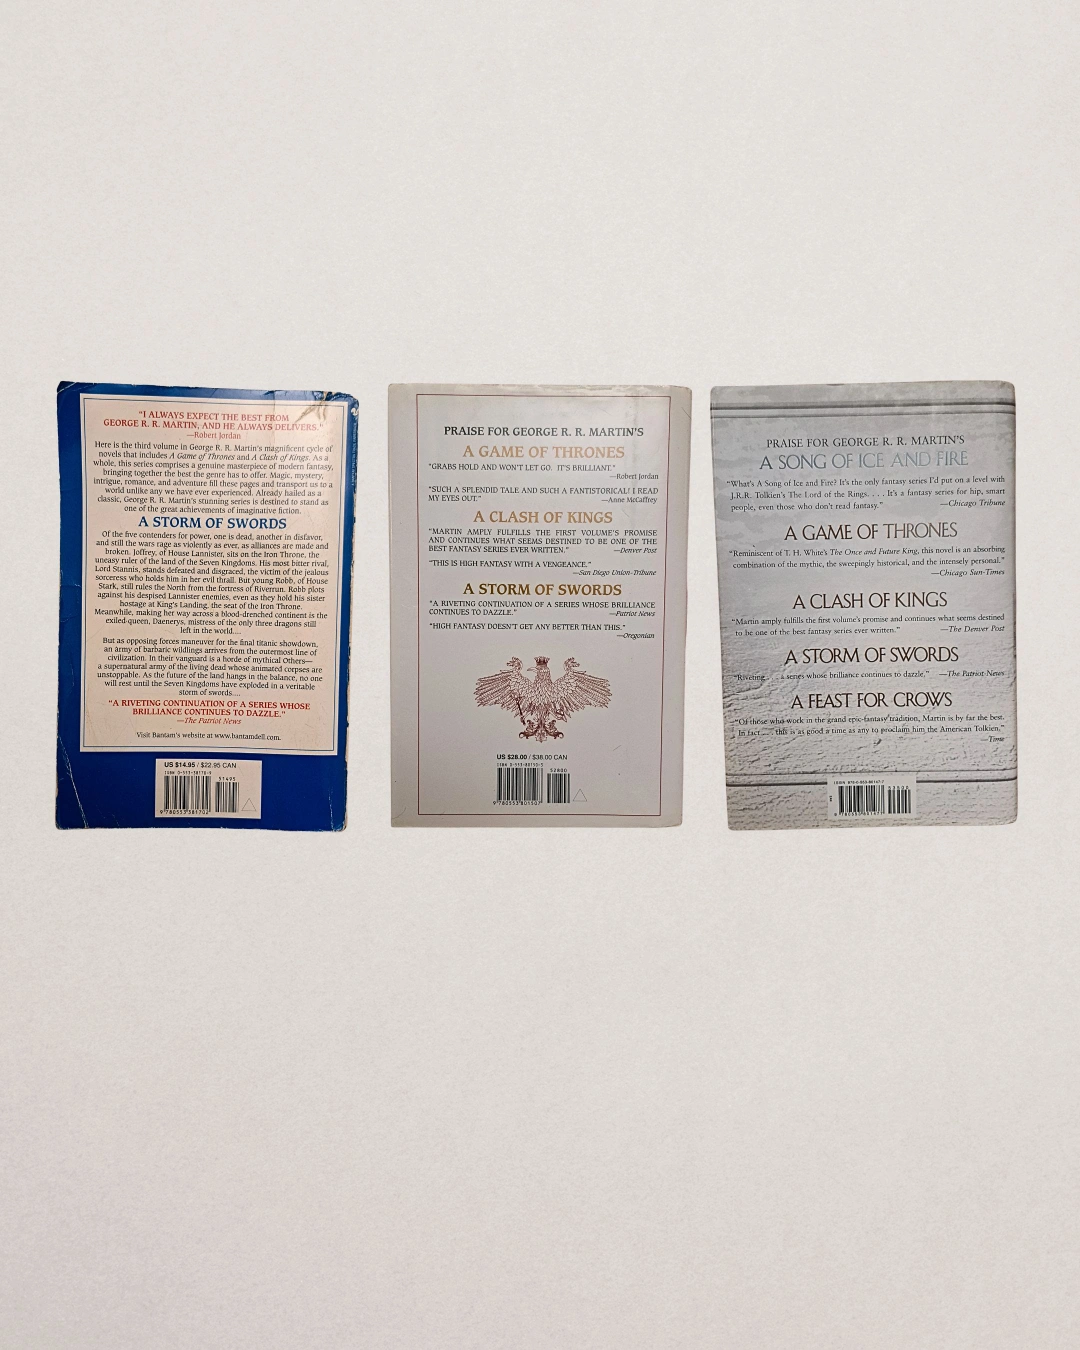 "I ALWAYS EXPECT THE BEST FROM
GEORGE R. R. MARTIN, AND HE ALWAYS DELIVERS."
—Robert Jordan
Here is the third volume in George R. R. Martin's magnificent cycle of
novels that includes A Game of Thrones and A Clash of Kings. As a
whole, this series comprises a genuine masterpiece of modern fantasy,
bringing together the best the genre has to offer. Magic, mystery,
intrigue, romance, and adventure fill these pages and transport us to a
world unlike any we have ever experienced. Already hailed as a
classic, George R. R. Martin's stunning series is destined to stand as
one of the great achievements of imaginative fiction.
A STORM OF SWORDS
Of the five contenders for power, one is dead, another in disfavor,
and still the wars rage as violently as ever, as alliances are made and
broken. Joffrey, of House Lannister, sits on the Iron Throne, the
uneasy ruler of the land of the Seven Kingdoms. His most bitter rival,
Lord Stannis, stands defeated and disgraced, the victim of the jealous
sorceress who holds him in her evil thrall. But young Robb, of House
Stark, still rules the North from the fortress of Riverrun. Robb plots
against his despised Lannister enemies, even as they hold his sister
hostage at King's Landing, the seat of the Iron Throne.
Meanwhile, making her way across a blood-drenched continent is the
exiled queen, Daenerys, mistress of the only three dragons still
left in the world....
But as opposing forces maneuver for the final titanic showdown,
an army of barbaric wildlings arrives from the outermost line of
civilization. In their vanguard is a horde of mythical Others—
a supernatural army of the living dead whose animated corpses are
unstoppable. As the future of the land hangs in the balance, no one
will rest until the Seven Kingdoms have exploded in a veritable
storm of swords....
"A RIVETING CONTINUATION OF A SERIES WHOSE
BRILLIANCE CONTINUES TO DAZZLE."
—The Patriot News
Visit Bantam's website at www.bantamdell.com.
US $14.95 / $22.95 CAN
51495
9 780553 381702
PRAISE FOR GEORGE R. R. MARTIN'S
A GAME OF THRONES
"GRABS HOLD AND WON'T LET GO. IT'S BRILLIANT."
—Robert Jordan
"SUCH A SPLENDID TALE AND SUCH A FANTISTORICAL! I READ
MY EYES OUT."
—Anne McCaffrey
A CLASH OF KINGS
"MARTIN AMPLY FULFILLS THE FIRST VOLUME'S PROMISE
AND CONTINUES WHAT SEEMS DESTINED TO BE ONE OF THE
BEST FANTASY SERIES EVER WRITTEN." —Denver Post
"THIS IS HIGH FANTASY WITH A VENGEANCE."
—San Diego Union-Tribune
A STORM OF SWORDS
"A RIVETING CONTINUATION OF A SERIES WHOSE BRILLIANCE
CONTINUES TO DAZZLE." —Patriot News
"HIGH FANTASY DOESN'T GET ANY BETTER THAN THIS."
—Oregonian
US $28.00 / $38.00 CAN
52800
9 780553 801507
PRAISE FOR GEORGE R. R. MARTIN'S
A SONG OF ICE AND FIRE
"What's A Song of Ice and Fire? It's the only fantasy series I'd put on a level with
J.R.R. Tolkien's The Lord of the Rings. . . . It's a fantasy series for hip, smart
people, even those who don't read fantasy." —Chicago Tribune
A GAME OF THRONES
"Reminiscent of T. H. White's The Once and Future King, this novel is an absorbing
combination of the mythic, the sweepingly historical, and the intensely personal."
—Chicago Sun-Times
A CLASH OF KINGS
"Martin amply fulfills the first volume's promise and continues what seems destined
to be one of the best fantasy series ever written." —The Denver Post
A STORM OF SWORDS
"Riveting . . . a series whose brilliance continues to dazzle." —The Patriot News
A FEAST FOR CROWS
"Of those who work in the grand epic-fantasy tradition, Martin is by far the best.
In fact . . . this is as good a time as any to proclaim him the American Tolkien."
—Time